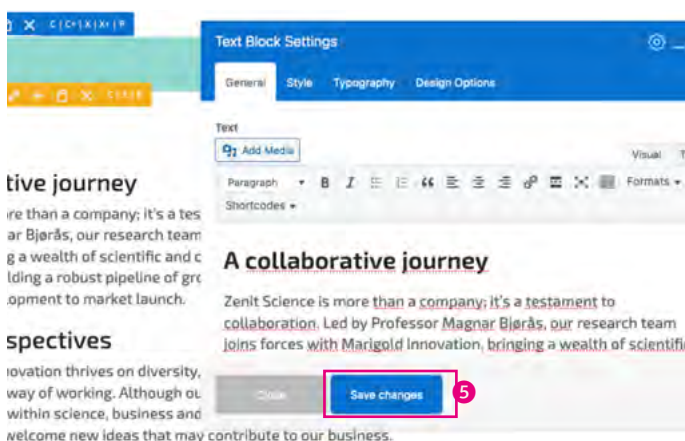 C|C+|X|X+|P
Text Block Settings
General Style Typography Design Options
Text
Add Media
Visual T
Paragraph B I Formats
Shortcodes
tive journey
re than a company; it's a tes
ar Bjørås, our research team
g a wealth of scientific and c
lding a robust pipeline of gro
opment to market launch.
spectives
ovation thrives on diversity,
way of working. Although ou
within science, business and
welcome new ideas that may contribute to our business.
A collaborative journey
Zenit Science is more than a company; it's a testament to
collaboration. Led by Professor Magnar Bjørås, our research team
joins forces with Marigold Innovation, bringing a wealth of scientific
Close Save changes 5